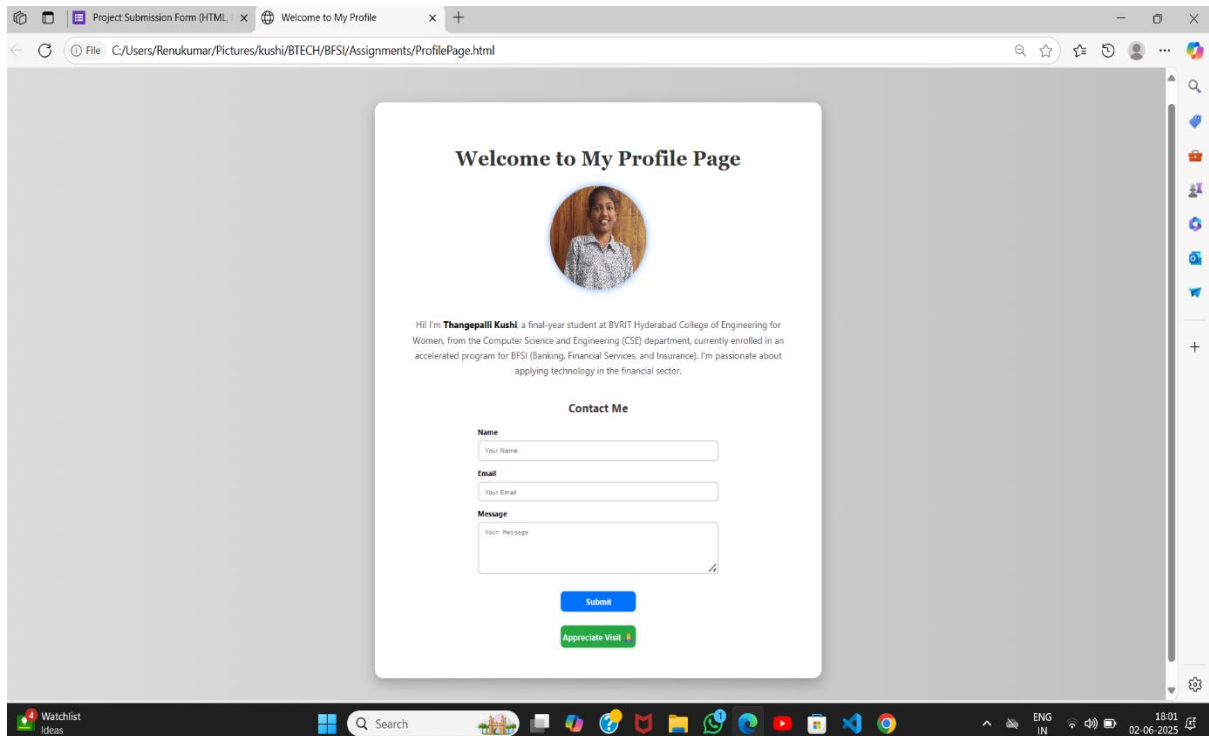 Project Submission Form (HTML, C
Welcome to My Profile
File C:/Users/Renukumar/Pictures/kushi/BTECH/BFSI/Assignments/ProfilePage.html
Welcome to My Profile Page
Hi! I'm Thangepalli Kushi, a final-year student at BVRIT Hyderabad College of Engineering for
Women, from the Computer Science and Engineering (CSE) department, currently enrolled in an
accelerated program for BFSI (Banking, Financial Services, and Insurance). I'm passionate about
applying technology in the financial sector.
Contact Me
Name
Your Name
Email
Your Email
Message
Your Message
Submit
Appreciate Visit
4
Watchlist
Ideas
Search
9
ENG
IN
18:01
02-06-2025